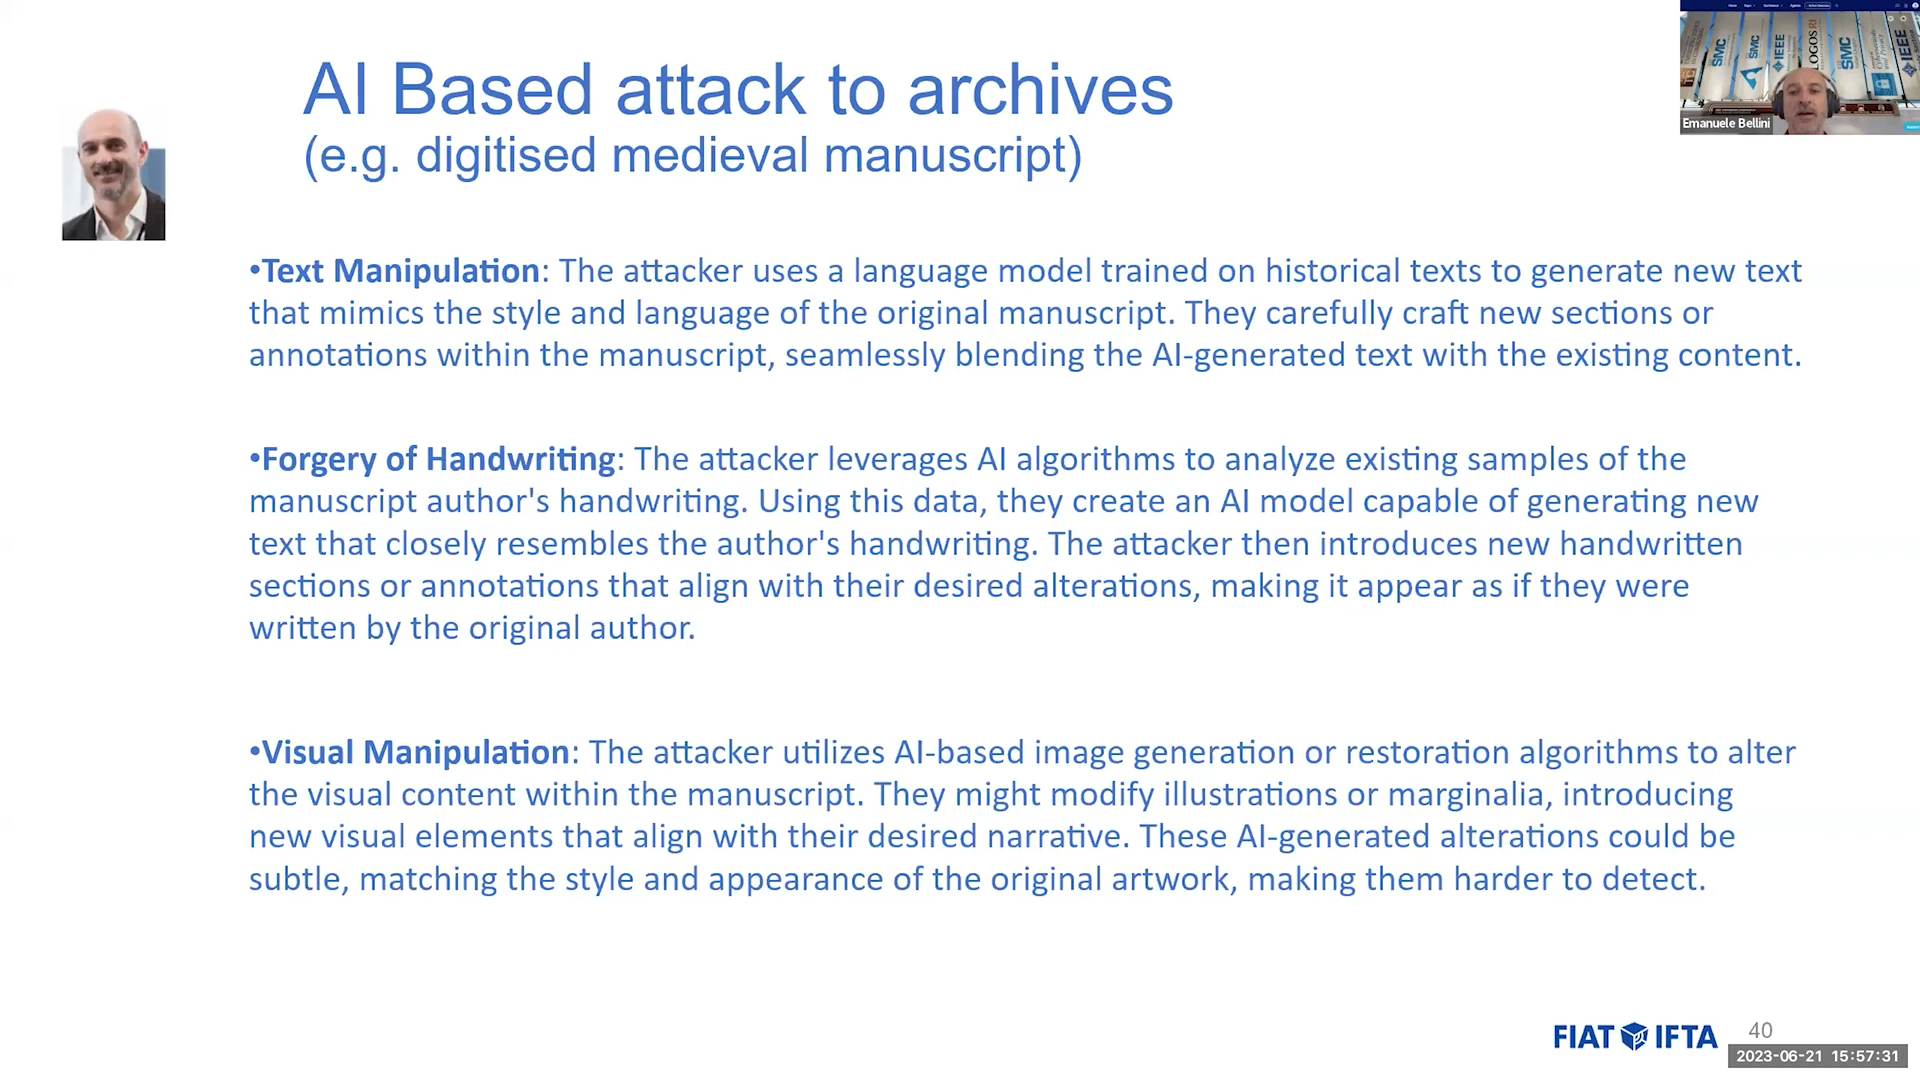 AI Based attack to archives
(e.g. digitised medieval manuscript)
SMC
SMC
IEEE
LOGOS RI
SMC
IEEE
Emanuele Bellini
•Text Manipulation: The attacker uses a language model trained on historical texts to generate new text
that mimics the style and language of the original manuscript. They carefully craft new sections or
annotations within the manuscript, seamlessly blending the AI-generated text with the existing content.
•Forgery of Handwriting: The attacker leverages AI algorithms to analyze existing samples of the
manuscript author's handwriting. Using this data, they create an AI model capable of generating new
text that closely resembles the author's handwriting. The attacker then introduces new handwritten
sections or annotations that align with their desired alterations, making it appear as if they were
written by the original author.
•Visual Manipulation: The attacker utilizes AI-based image generation or restoration algorithms to alter
the visual content within the manuscript. They might modify illustrations or marginalia, introducing
new visual elements that align with their desired narrative. These AI-generated alterations could be
subtle, matching the style and appearance of the original artwork, making them harder to detect.
FIAT IFTA
40
2023-06-21 15:57:31